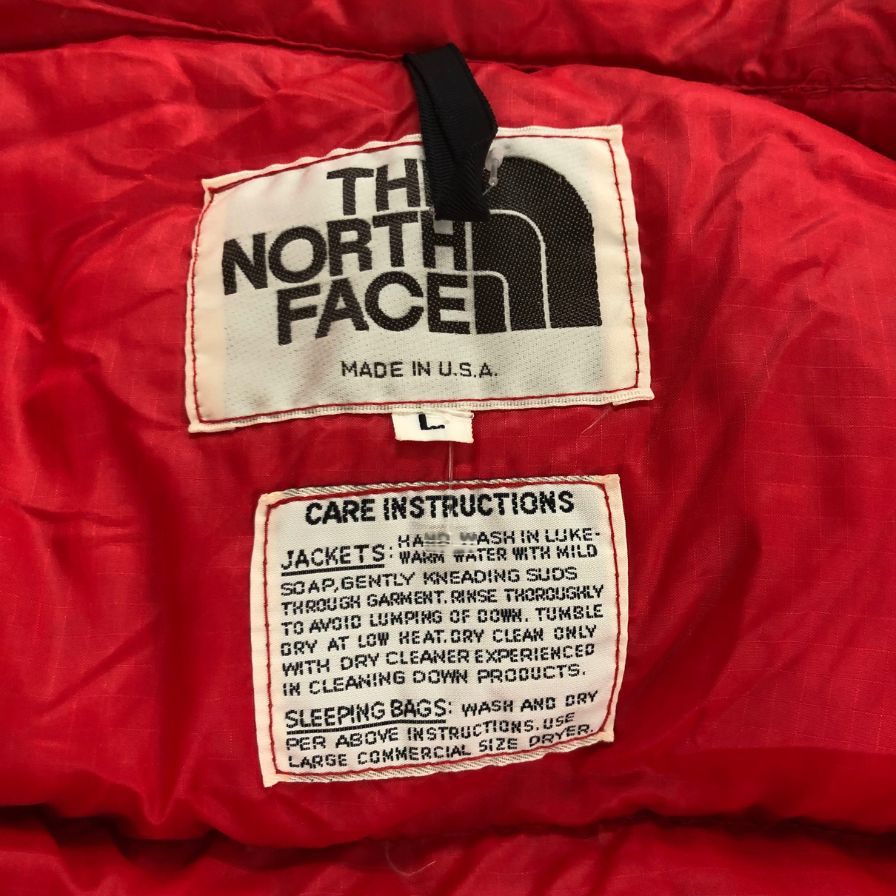 THE
NORTH
FACE
MADE IN U.S.A.
L
CARE INSTRUCTIONS
JACKETS: HAND WASH IN LUKE-
WARM WATER WITH MILD
SOAP, GENTLY KNEADING SUDS
THROUGH GARMENT. RINSE THOROUGHLY
TO AVOID LUMPING OF DOWN. TUMBLE
DRY AT LOW HEAT. DRY CLEAN ONLY
WITH DRY CLEANER EXPERIENCED
IN CLEANING DOWN PRODUCTS.
SLEEPING BAGS: WASH AND DRY
PER ABOVE INSTRUCTIONS. USE
LARGE COMMERCIAL SIZE DRYER.